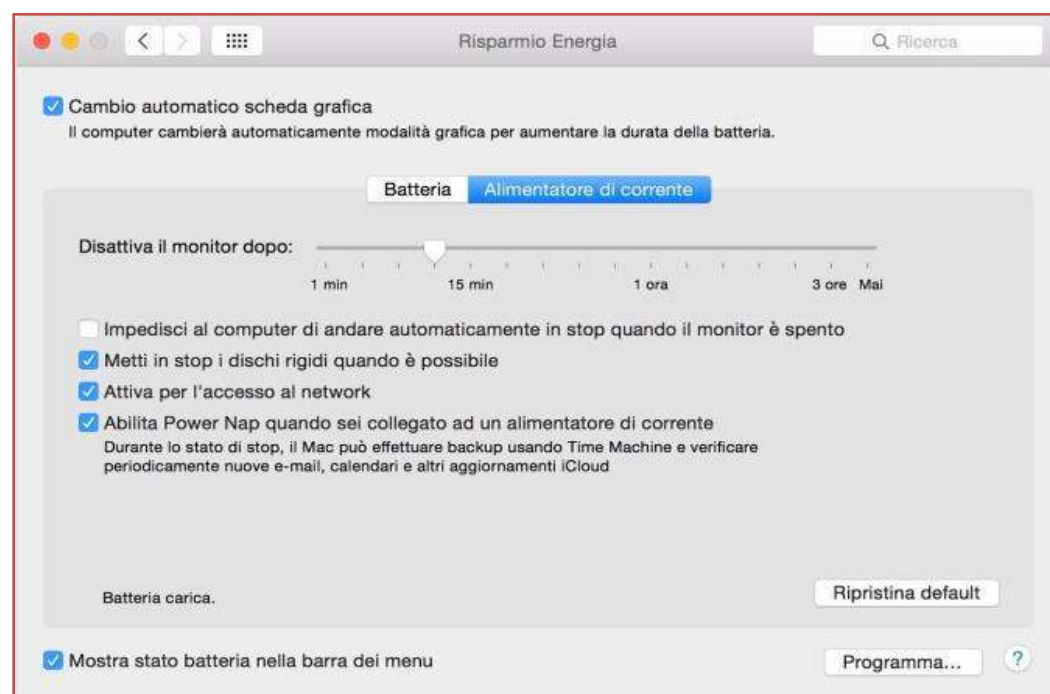 Risparmio Energia
Ricerca
Cambio automatico scheda grafica
Il computer cambierà automaticamente modalità grafica per aumentare la durata della batteria.
Batteria Alimentatore di corrente
Disattiva il monitor dopo:
1 min 15 min 1 ora 3 ore Mai
Impedisci al computer di andare automaticamente in stop quando il monitor è spento
Metti in stop i dischi rigidi quando è possibile
Attiva per l'accesso al network
Abilita Power Nap quando sei collegato ad un alimentatore di corrente
Durante lo stato di stop, il Mac può effettuare backup usando Time Machine e verificare
periodicamente nuove e-mail, calendari e altri aggiornamenti iCloud
Batteria carica.
Ripristina default
Mostra stato batteria nella barra dei menu
Programma... ?